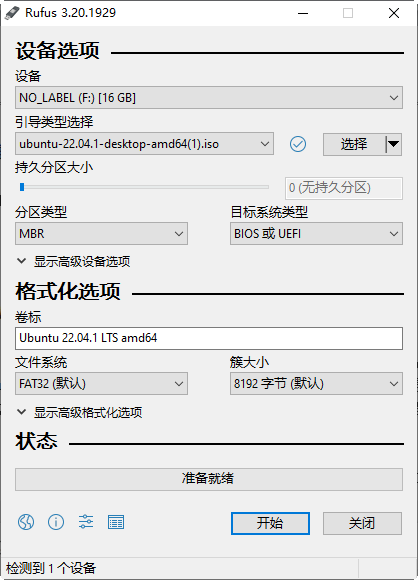 Rufus 3.20.1929
设备选项
设备
NO_LABEL (F:) [16 GB]
引导类型选择
ubuntu-22.04.1-desktop-amd64(1).iso
选择
持久分区大小
0 (无持久分区)
分区类型
目标系统类型
MBR
BIOS 或 UEFI
显示高级设备选项
格式化选项
卷标
Ubuntu 22.04.1 LTS amd64
文件系统
簇大小
FAT32 (默认)
8192 字节 (默认)
显示高级格式化选项
状态
准备就绪
开始
关闭
检测到 1 个设备